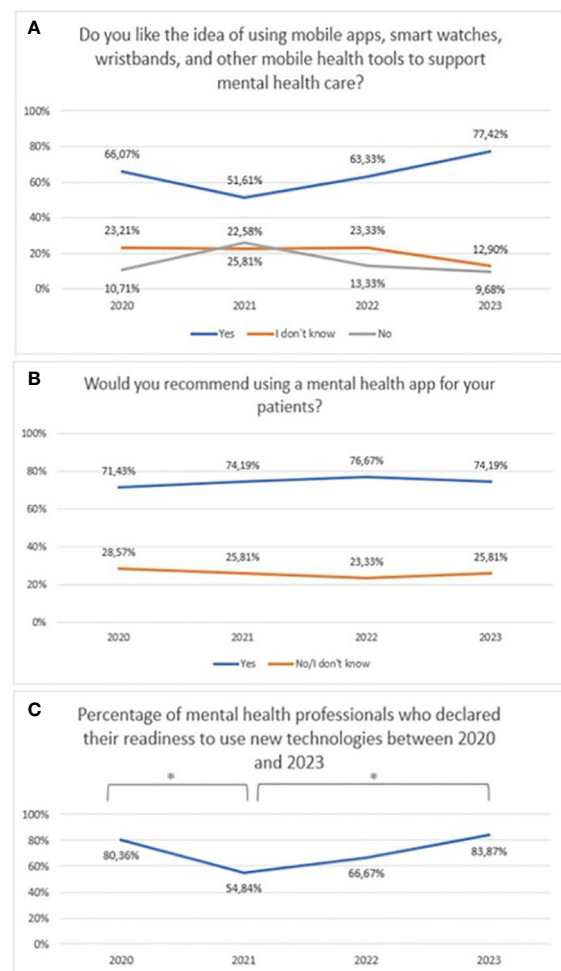 A
Do you like the idea of using mobile apps, smart watches,
wristbands, and other mobile health tools to support
mental health care?
100%
80%
60%
40%
20%
0%
66,07%
51,61%
63,33%
77,42%
23,21%
22,58%
23,33%
12,90%
10,71%
25,81%
13,33%
9,68%
2020 2021 2022 2023
Yes I don't know No
B
Would you recommend using a mental health app for your
patients?
100%
80%
60%
40%
20%
0%
71,43%
74,19%
76,67%
74,19%
28,57%
25,81%
23,33%
25,81%
2020 2021 2022 2023
Yes No/I don't know
C
Percentage of mental health professionals who declared
their readiness to use new technologies between 2020
and 2023
* *
100%
80%
60%
40%
20%
0%
80,36%
54,84%
66,67%
83,87%
2020 2021 2022 2023